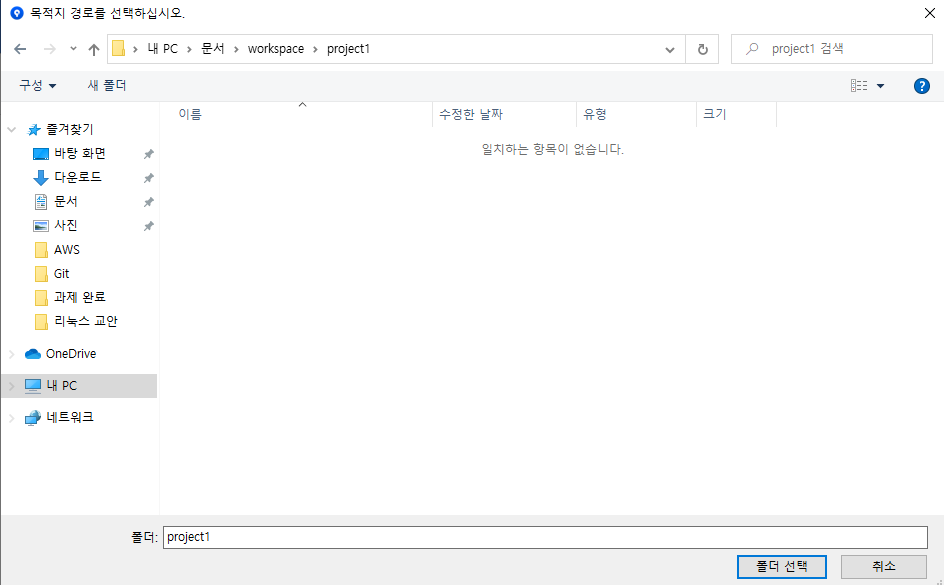 목적지 경로를 선택하십시오.
내 PC > 문서 > workspace > project1
project1 검색
구성
새 폴더
이름
수정한 날짜
유형
크기
일치하는 항목이 없습니다.
즐겨찾기
바탕 화면
다운로드
문서
사진
AWS
Git
과제 완료
리눅스 교안
OneDrive
내 PC
네트워크
폴더: project1
폴더 선택
취소